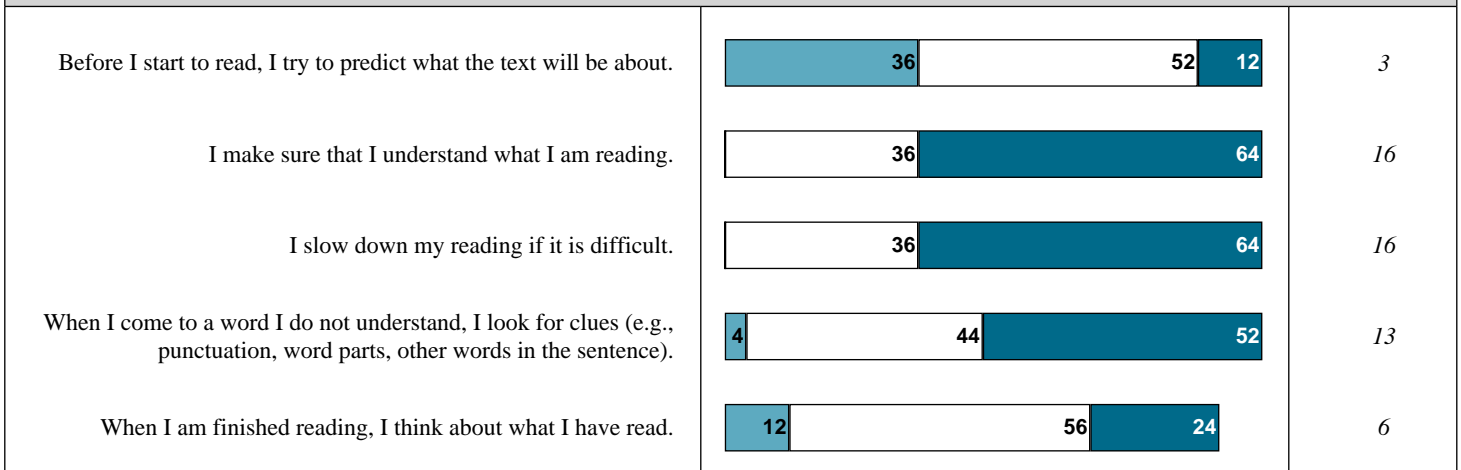 Before I start to read, I try to predict what the text will be about. 36 52 12 3
I make sure that I understand what I am reading. 36 64 16
I slow down my reading if it is difficult. 36 64 16
When I come to a word I do not understand, I look for clues (e.g.,
punctuation, word parts, other words in the sentence). 4 44 52 13
When I am finished reading, I think about what I have read. 12 56 24 6